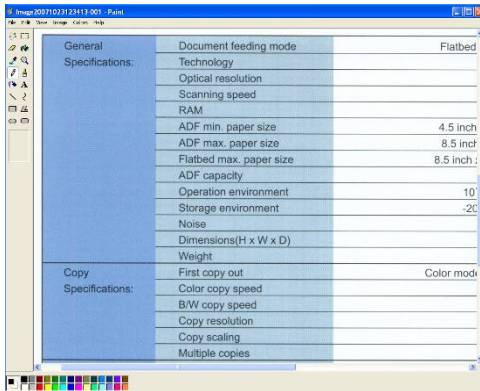 Image20071023123413-001 - Paint
File Edit View Image Colors Help
General Document feeding mode Flatbed
Specifications: Technology
Optical resolution
Scanning speed
RAM
ADF min. paper size 4.5 inch
ADF max. paper size 8.5 inch
Flatbed max. paper size 8.5 inch
ADF capacity
Operation environment 10
Storage environment -20
Noise
Dimensions(H x W x D)
Weight
Copy First copy out Color mode
Specifications: Color copy speed
B/W copy speed
Copy resolution
Copy scaling
Multiple copies